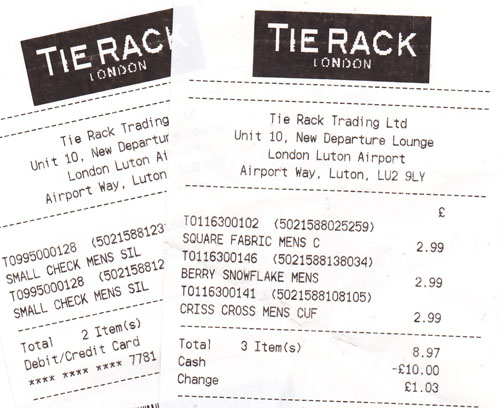 TIE RACK
LONDON
Tie Rack Trading
Unit 10, New Departure
London Luton Ai
Airport Way, Luton
T0995000128 (502158812
SMALL CHECK MENS SIL
T0995000128 (502158812
SMALL CHECK MENS SIL
Total 2 Item(s)
Debit/Credit Card
**** **** **** 7781
TIE RACK
LONDON
Tie Rack Trading Ltd
Unit 10, New Departure Lounge
London Luton Airport
Airport Way, Luton, LU2 9LY
£
T0116300102 (5021588025259)
SQUARE FABRIC MENS C 2.99
T0116300146 (5021588138034)
BERRY SNOWFLAKE MENS 2.99
T0116300141 (5021588108105)
CRISS CROSS MENS CUF 2.99
Total 3 Item(s) 8.97
Cash -£10.00
Change £1.03